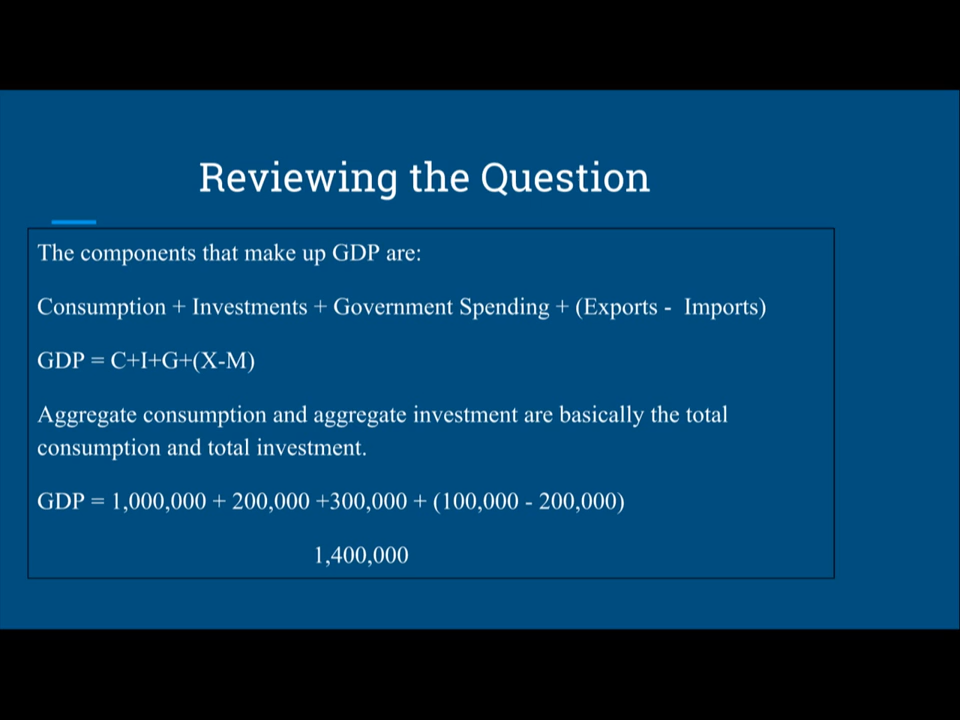 Reviewing the Question
The components that make up GDP are:
Consumption + Investments + Government Spending + (Exports - Imports)
GDP = C+I+G+(X-M)
Aggregate consumption and aggregate investment are basically the total
consumption and total investment.
GDP = 1,000,000 + 200,000 +300,000 + (100,000 - 200,000)
1,400,000